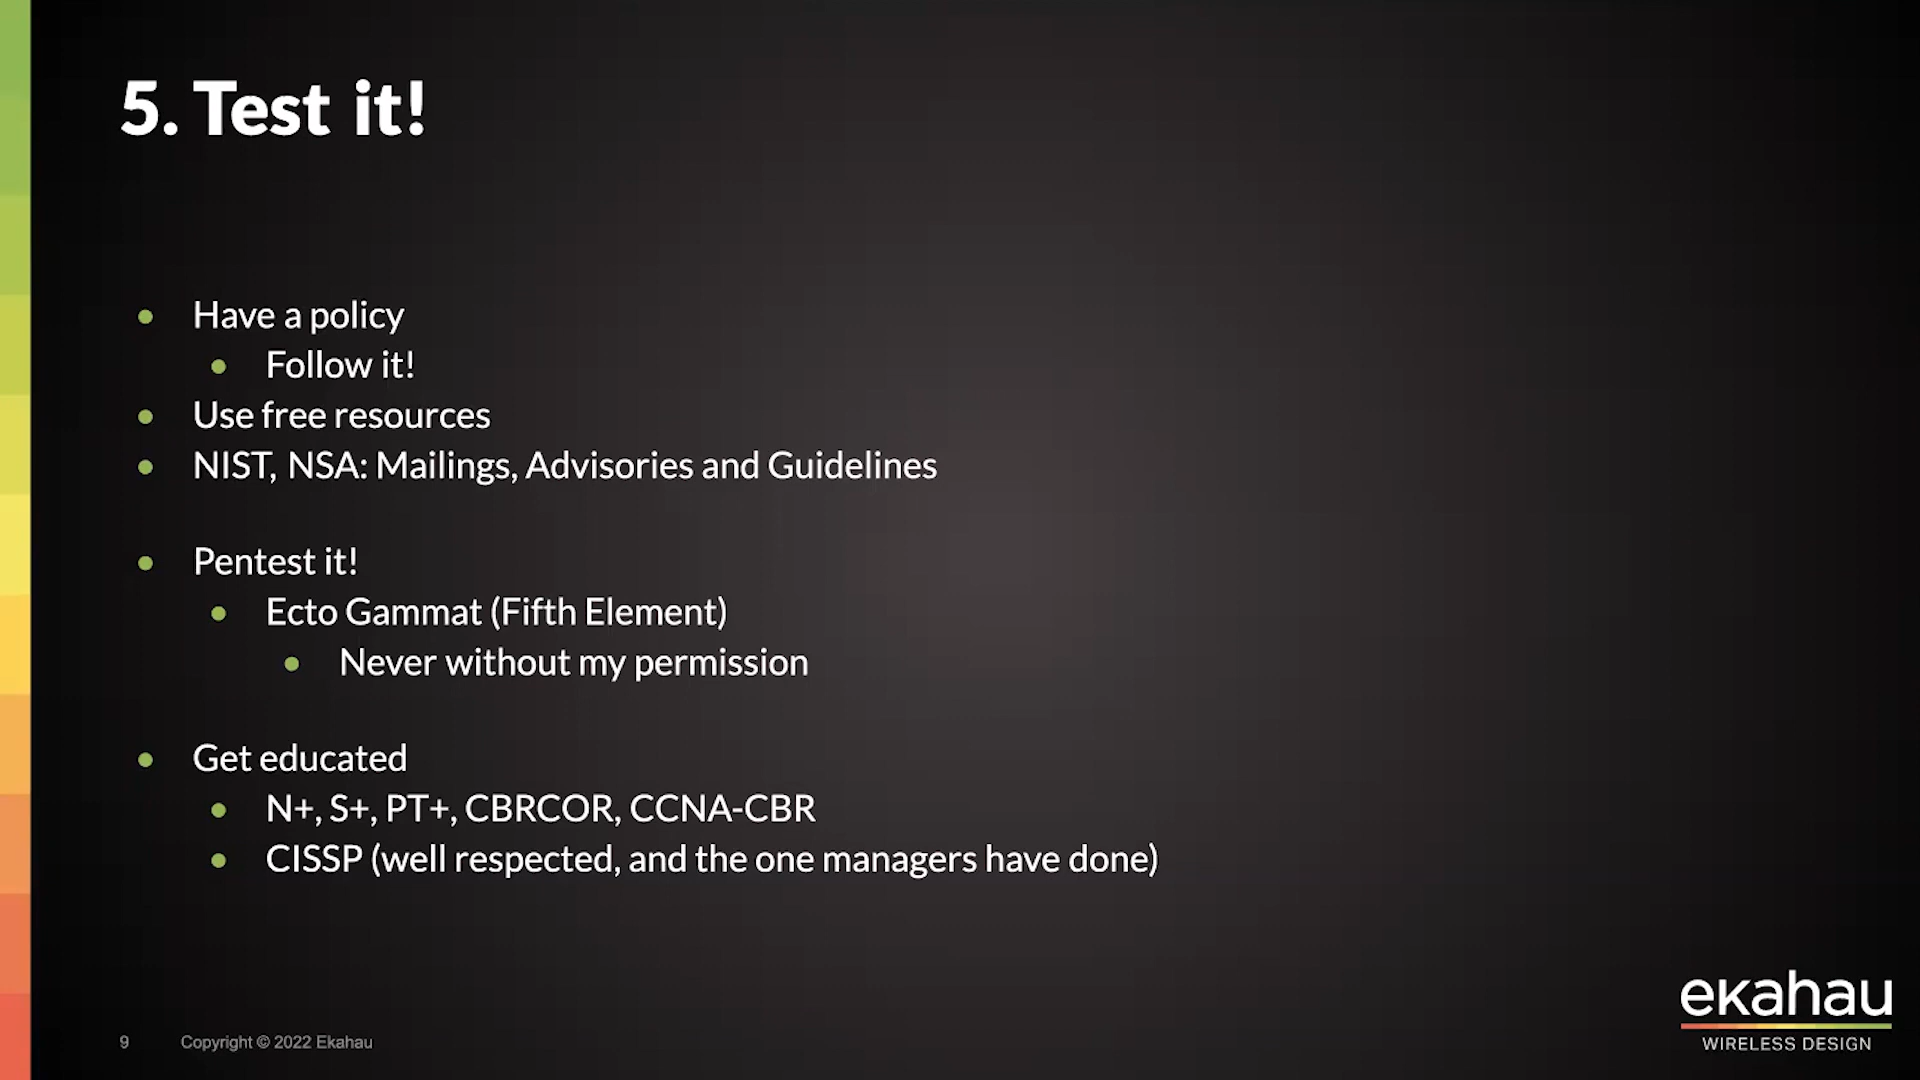 5. Test it!
• Have a policy
• Follow it!
• Use free resources
• NIST, NSA: Mailings, Advisories and Guidelines
• Pentest it!
• Ecto Gammat (Fifth Element)
• Never without my permission
• Get educated
• N+, S+, PT+, CBRCOR, CCNA-CBR
• CISSP (well respected, and the one managers have done)
9 Copyright © 2022 Ekahau
ekahau
WIRELESS DESIGN